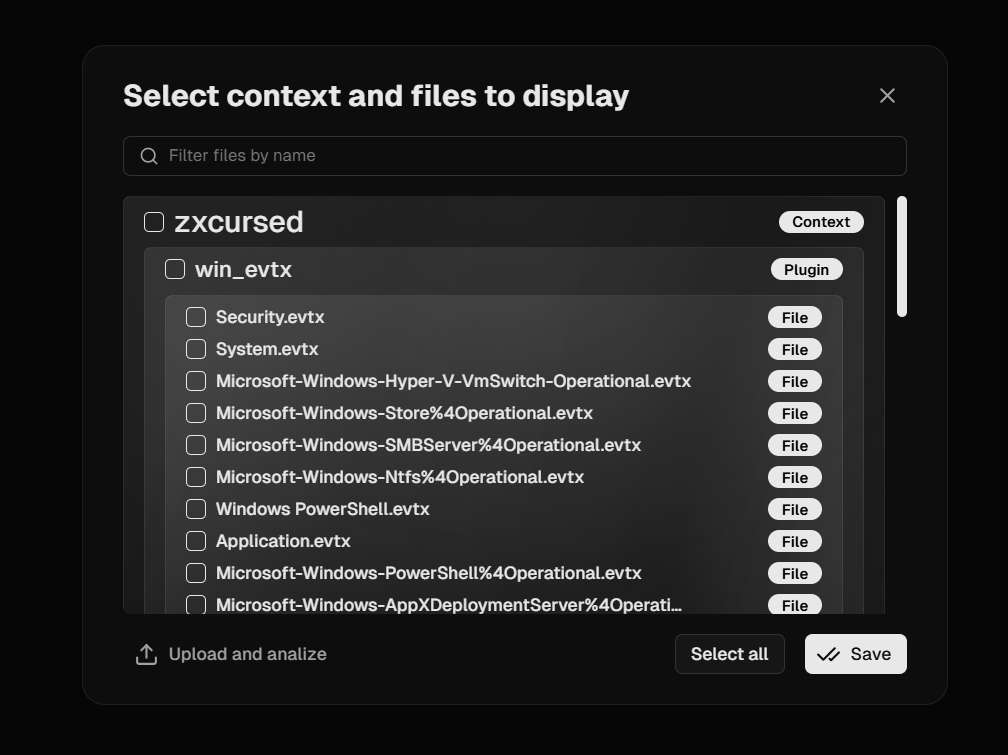 Select context and files to display
Filter files by name
zxcursed Context
win_evtx Plugin
Security.evtx File
System.evtx File
Microsoft-Windows-Hyper-V-VmSwitch-Operational.evtx File
Microsoft-Windows-Store%4Operational.evtx File
Microsoft-Windows-SMBServer%4Operational.evtx File
Microsoft-Windows-Ntfs%4Operational.evtx File
Windows PowerShell.evtx File
Application.evtx File
Microsoft-Windows-PowerShell%4Operational.evtx File
Microsoft-Windows-AppXDeploymentServer%4Operati... File
Upload and analize Select all Save